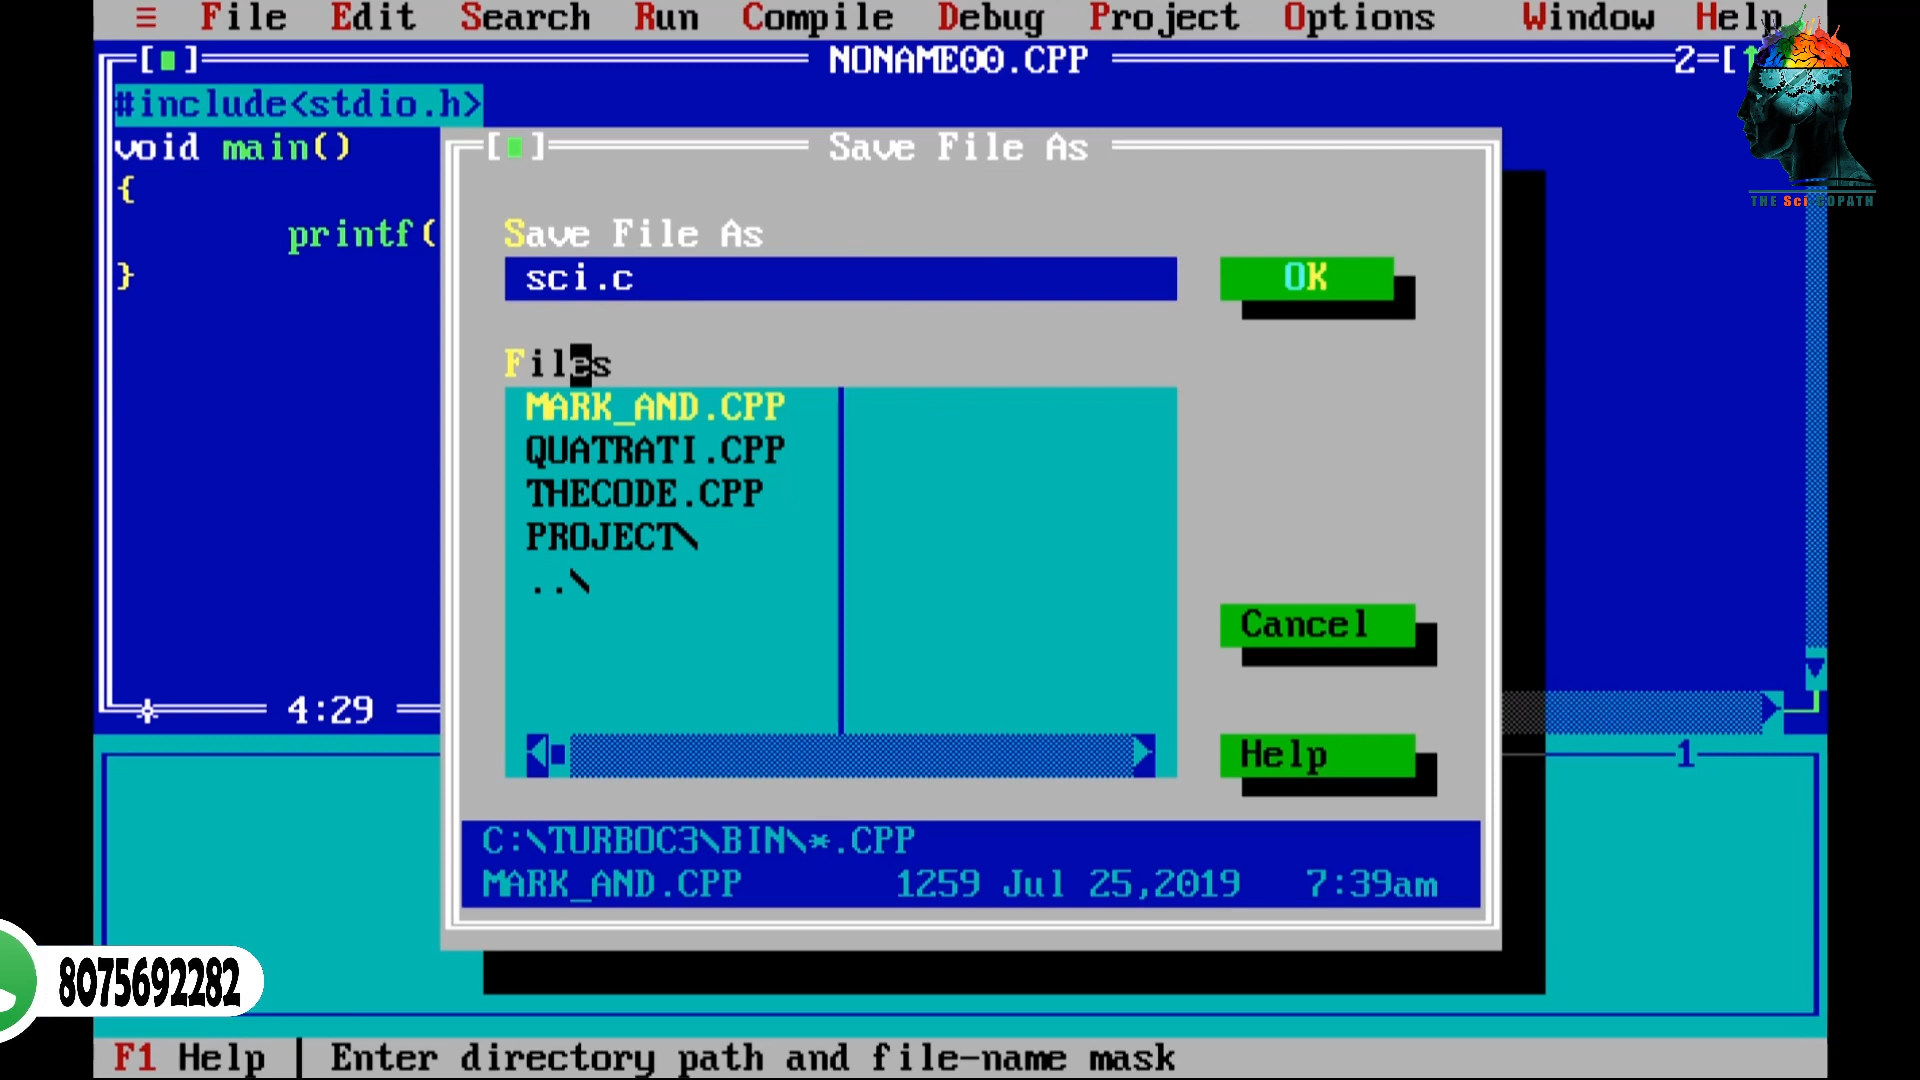 ≡ File Edit Search Run Compile Debug Project Options Window Help
[■] NONAME00.CPP 2=[↑
#include<stdio.h>
void main()
{
printf(
}
4:29
[■] Save File As
Save File As
sci.c
OK
Files
MARK_AND.CPP
QUATRATI.CPP
THECODE.CPP
PROJECT\
..\
Cancel
Help
C:\TURBOC3\BIN\*.CPP
MARK_AND.CPP 1259 Jul 25,2019 7:39am
1
THE Sci
8075692282
F1 Help | Enter directory path and file-name mask